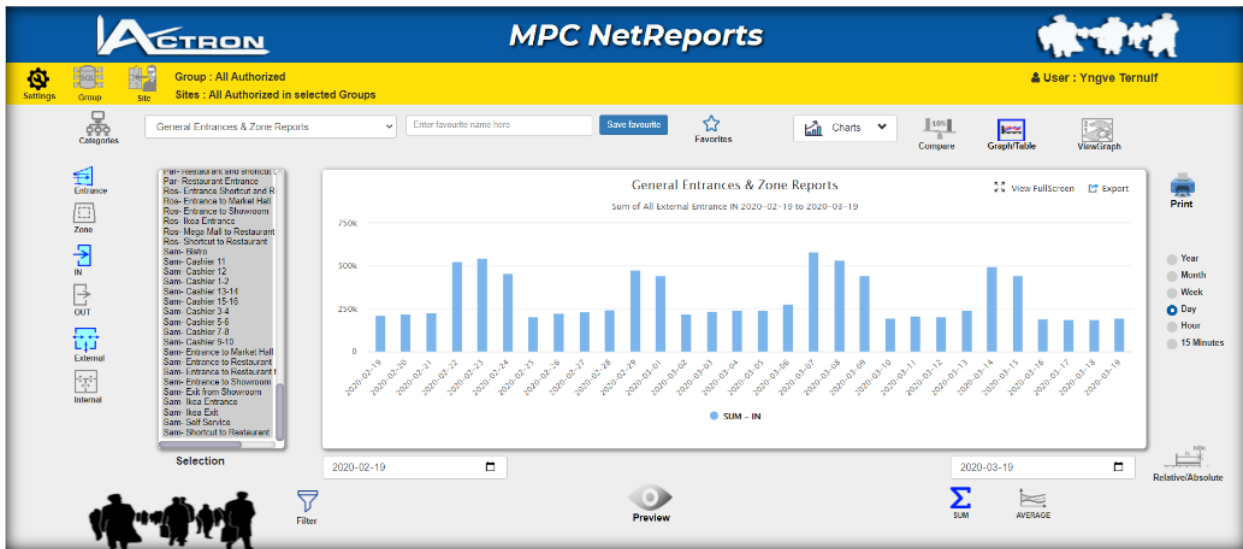 ACTRON
MPC NetReports
Settings
Group
SQL
Site
Group : All Authorized
Sites : All Authorized in selected Groups
User : Yngve Ternulf
Categories
General Entrances & Zone Reports
Enter favourite name here
Save favourite
Favorites
Charts
10%
Compare
Graph/Table
ViewGraph
Entrance
Zone
IN
OUT
External
Internal
Par- Restaurant and Shortcut
Par- Restaurant Entrance
Ros- Entrance Shortcut and R
Ros- Entrance to Market Hall
Ros- Entrance to Showroom
Ros- Ikea Entrance
Ros- Mega Mall to Restaurant
Ros- Shortcut to Restaurant
Sam- Bistro
Sam- Cashier 11
Sam- Cashier 12
Sam- Cashier 1-2
Sam- Cashier 13-14
Sam- Cashier 15-16
Sam- Cashier 3-4
Sam- Cashier 5-6
Sam- Cashier 7-8
Sam- Cashier 9-10
Sam- Entrance to Market Hall
Sam- Entrance to Restaurant
Sam- Entrance to Restaurant t
Sam- Entrance to Showroom
Sam- Exit from Showroom
Sam- Ikea Entrance
Sam- Ikea Exit
Sam- Self Service
Sam- Shortcut to Restaurant
Selection
General Entrances & Zone Reports
View FullScreen
Export
Sum of All External Entrance IN 2020-02-19 to 2020-03-19
750k
500k
250k
0
2020-02-19
2020-02-20
2020-02-21
2020-02-22
2020-02-23
2020-02-24
2020-02-25
2020-02-26
2020-02-27
2020-02-28
2020-02-29
2020-03-01
2020-03-02
2020-03-03
2020-03-04
2020-03-05
2020-03-06
2020-03-07
2020-03-08
2020-03-09
2020-03-10
2020-03-11
2020-03-12
2020-03-13
2020-03-14
2020-03-15
2020-03-16
2020-03-17
2020-03-18
2020-03-19
SUM - IN
Print
Year
Month
Week
Day
Hour
15 Minutes
2020-02-19
2020-03-19
Relative/Absolute
Filter
Preview
Σ
SUM
AVERAGE